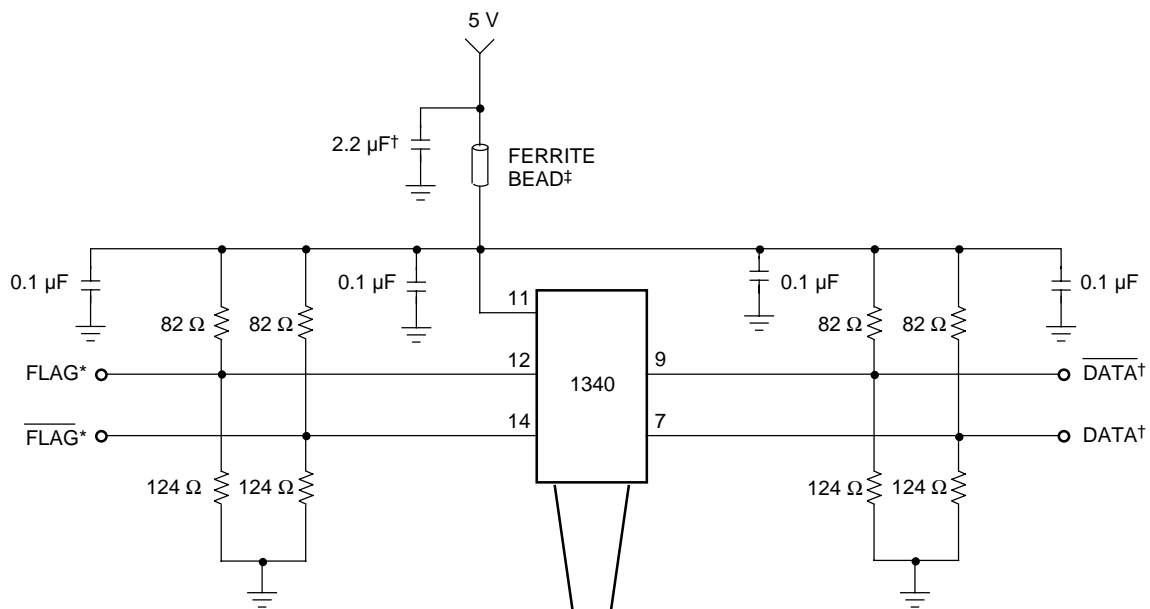 5 V
2.2 µF†
FERRITE
BEAD‡
0.1 µF
0.1 µF
0.1 µF
0.1 µF
11
82 Ω
82 Ω
82 Ω
82 Ω
FLAG*
12
9
DATA†
1340
FLAG*
14
7
DATA†
124 Ω
124 Ω
124 Ω
124 Ω